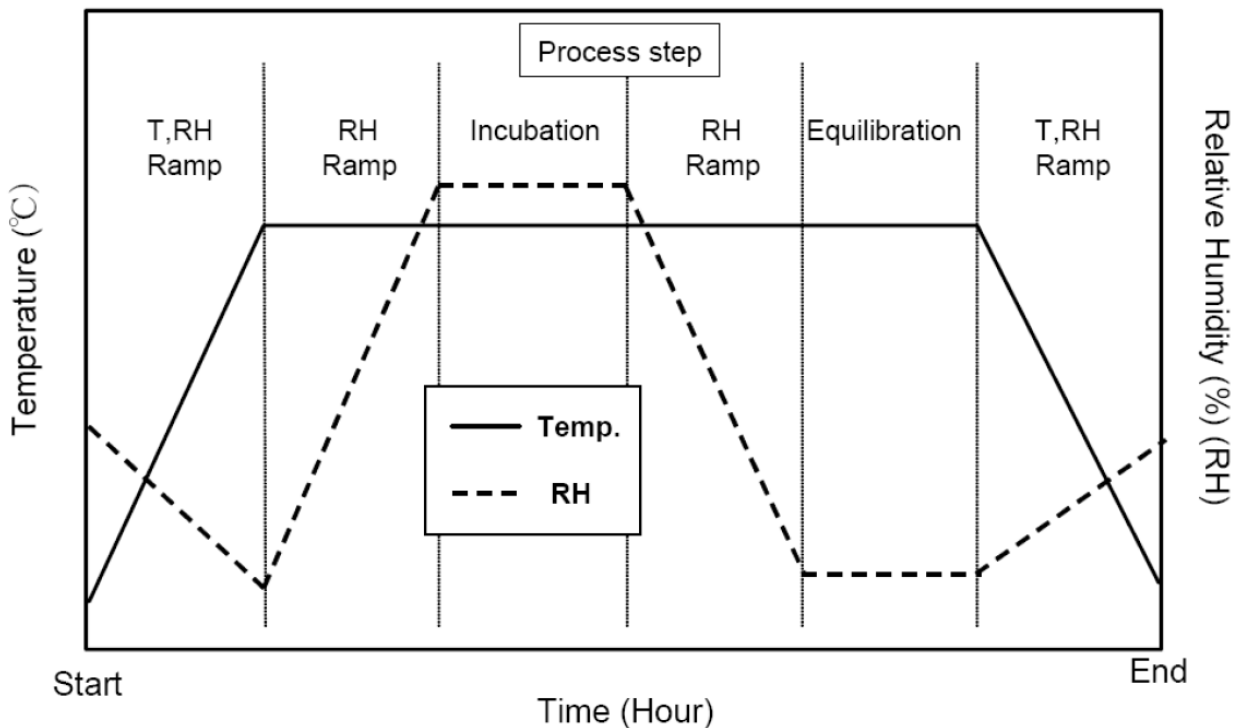 Process step
T,RH
Ramp
RH
Ramp
Incubation
RH
Ramp
Equilibration
T,RH
Ramp
Temperature (℃)
Relative Humidity (%) (RH)
Temp.
RH
Start
End
Time (Hour)